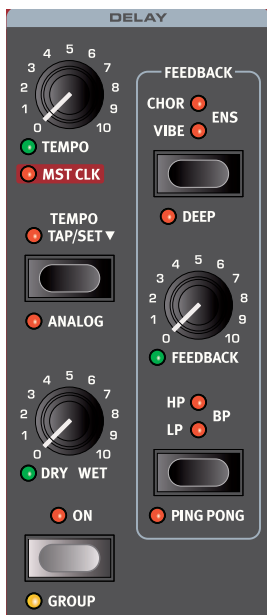 DELAY
3 4 5 6 7
2 8
1 9
0 10
TEMPO
MST CLK
TEMPO
TAP/SET ▼
ANALOG
3 4 5 6 7
2 8
1 9
0 10
DRY WET
ON
GROUP
FEEDBACK
CHOR
ENS
VIBE
DEEP
3 4 5 6 7
2 8
1 9
0 10
FEEDBACK
HP
BP
LP
PING PONG